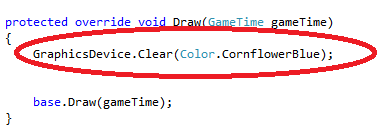 protected override void Draw(GameTime gameTime)
{
GraphicsDevice.Clear(Color.CornflowerBlue);
base.Draw(gameTime);
}